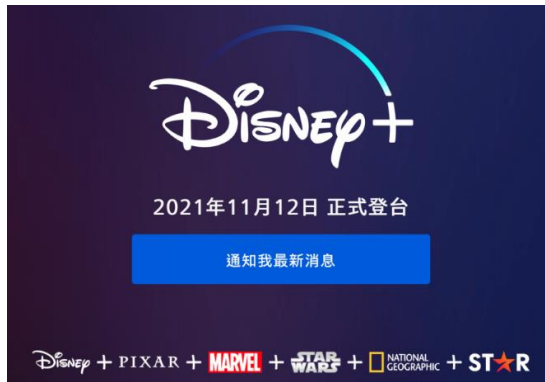 Disney+
2021年11月12日 正式登台
通知我最新消息
Disney + PIXAR + MARVEL + STAR WARS + NATIONAL GEOGRAPHIC + STAR